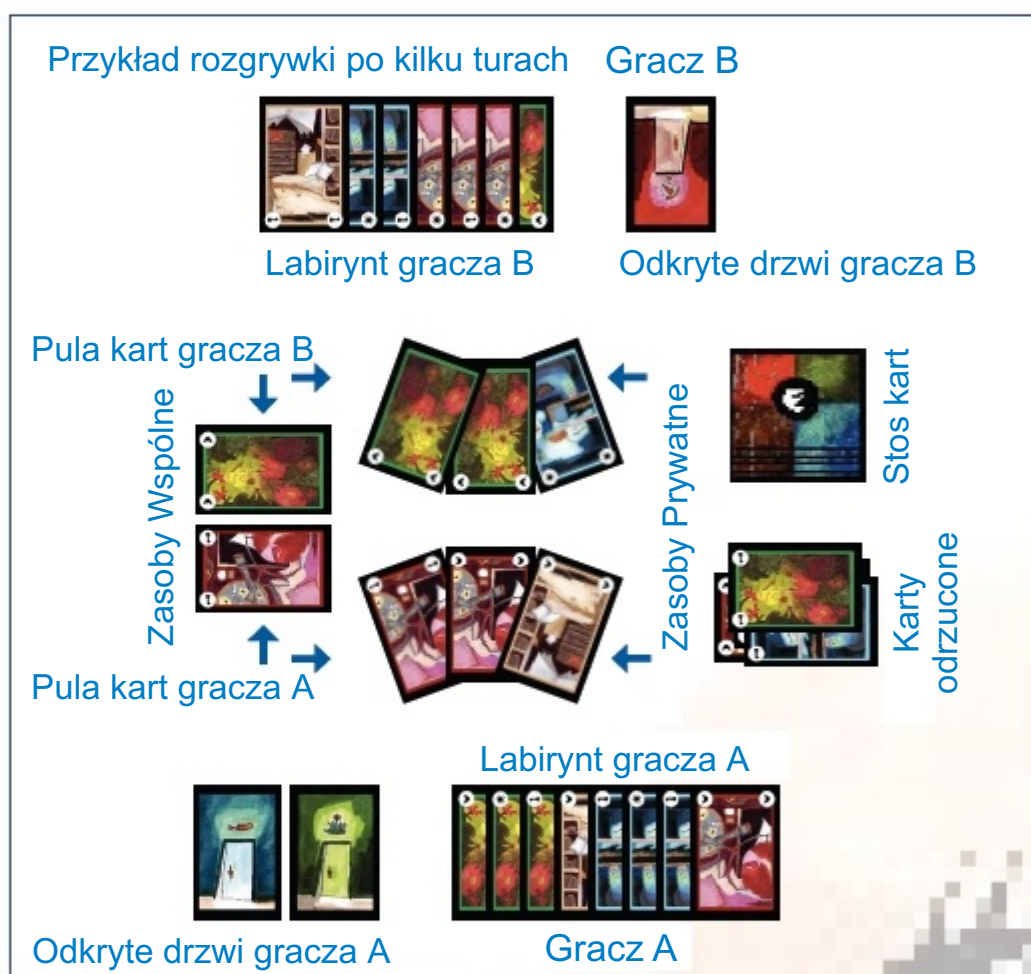 Przykład rozgrywki po kilku turach
Gracz B
Labirynt gracza B
Odkryte drzwi gracza B
Pula kart gracza B
Zasoby Wspólne
Zasoby Prywatne
Stos kart
Karty
odrzucone
Pula kart gracza A
Labirynt gracza A
Odkryte drzwi gracza A
Gracz A